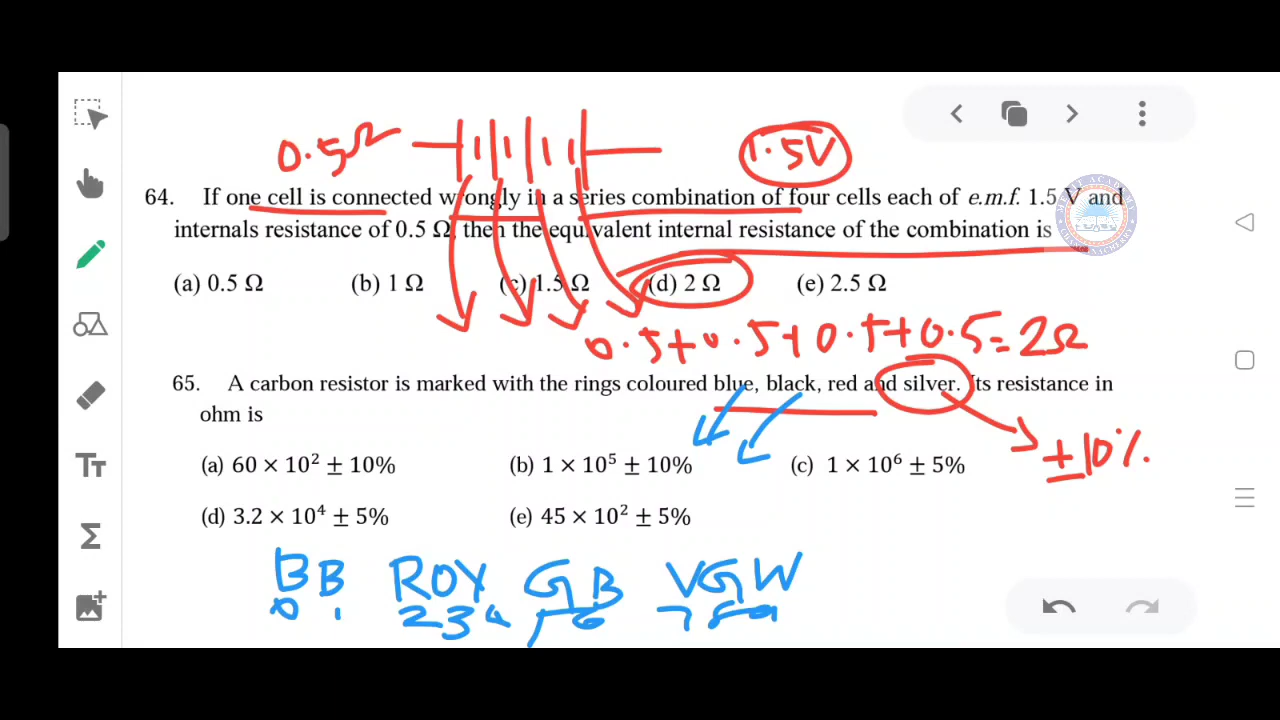 0.5Ω
1.5V
64. If one cell is connected wrongly in a series combination of four cells each of e.m.f. 1.5 V and
internals resistance of 0.5 Ω, then the equivalent internal resistance of the combination is
(a) 0.5 Ω (b) 1 Ω (c) 1.5 Ω (d) 2 Ω (e) 2.5 Ω
0.5+0.5+0.5+0.5=2Ω
65. A carbon resistor is marked with the rings coloured blue, black, red and silver. Its resistance in
ohm is
±10%
(a) 60 × 10² ± 10% (b) 1 × 10⁵ ± 10% (c) 1 × 10⁶ ± 5%
(d) 3.2 × 10⁴ ± 5% (e) 45 × 10² ± 5%
BB ROY GB VGW
0 1 2 3 4 5 6 7 8 9
Tт
Σ